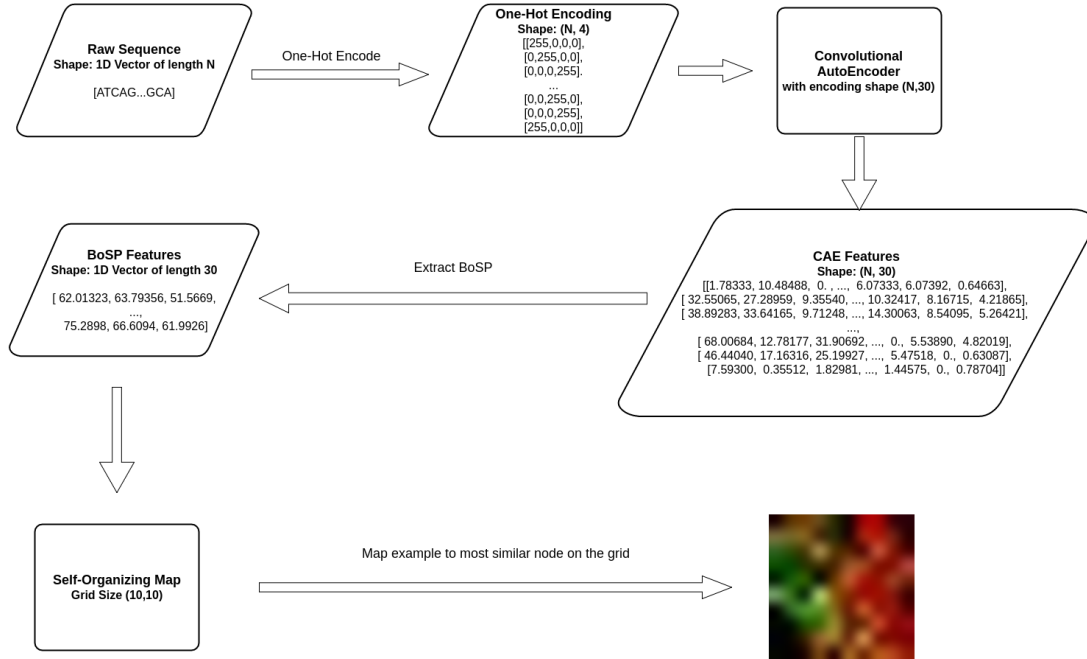 Raw Sequence
Shape: 1D Vector of length N
[ATCAG...GCA]
One-Hot Encode
One-Hot Encoding
Shape: (N, 4)
[[255,0,0,0],
[0,255,0,0],
[0,0,0,255].
...
[0,0,255,0],
[0,0,0,255],
[255,0,0,0]]
Convolutional
AutoEncoder
with encoding shape (N,30)
CAE Features
Shape: (N, 30)
[[1.78333, 10.48488, 0. , ..., 6.07333, 6.07392, 0.64663],
[ 32.55065, 27.28959, 9.35540, ..., 10.32417, 8.16715, 4.21865],
[ 38.89283, 33.64165, 9.71248, ..., 14.30063, 8.54095, 5.26421],
...,
[ 68.00684, 12.78177, 31.90692, ..., 0., 5.53890, 4.82019],
[ 46.44040, 17.16316, 25.19927, ..., 5.47518, 0., 0.63087],
[7.59300, 0.35512, 1.82981, ..., 1.44575, 0., 0.78704]]
Extract BoSP
BoSP Features
Shape: 1D Vector of length 30
[ 62.01323, 63.79356, 51.5669,
...,
75.2898, 66.6094, 61.9926]
Self-Organizing Map
Grid Size (10,10)
Map example to most similar node on the grid